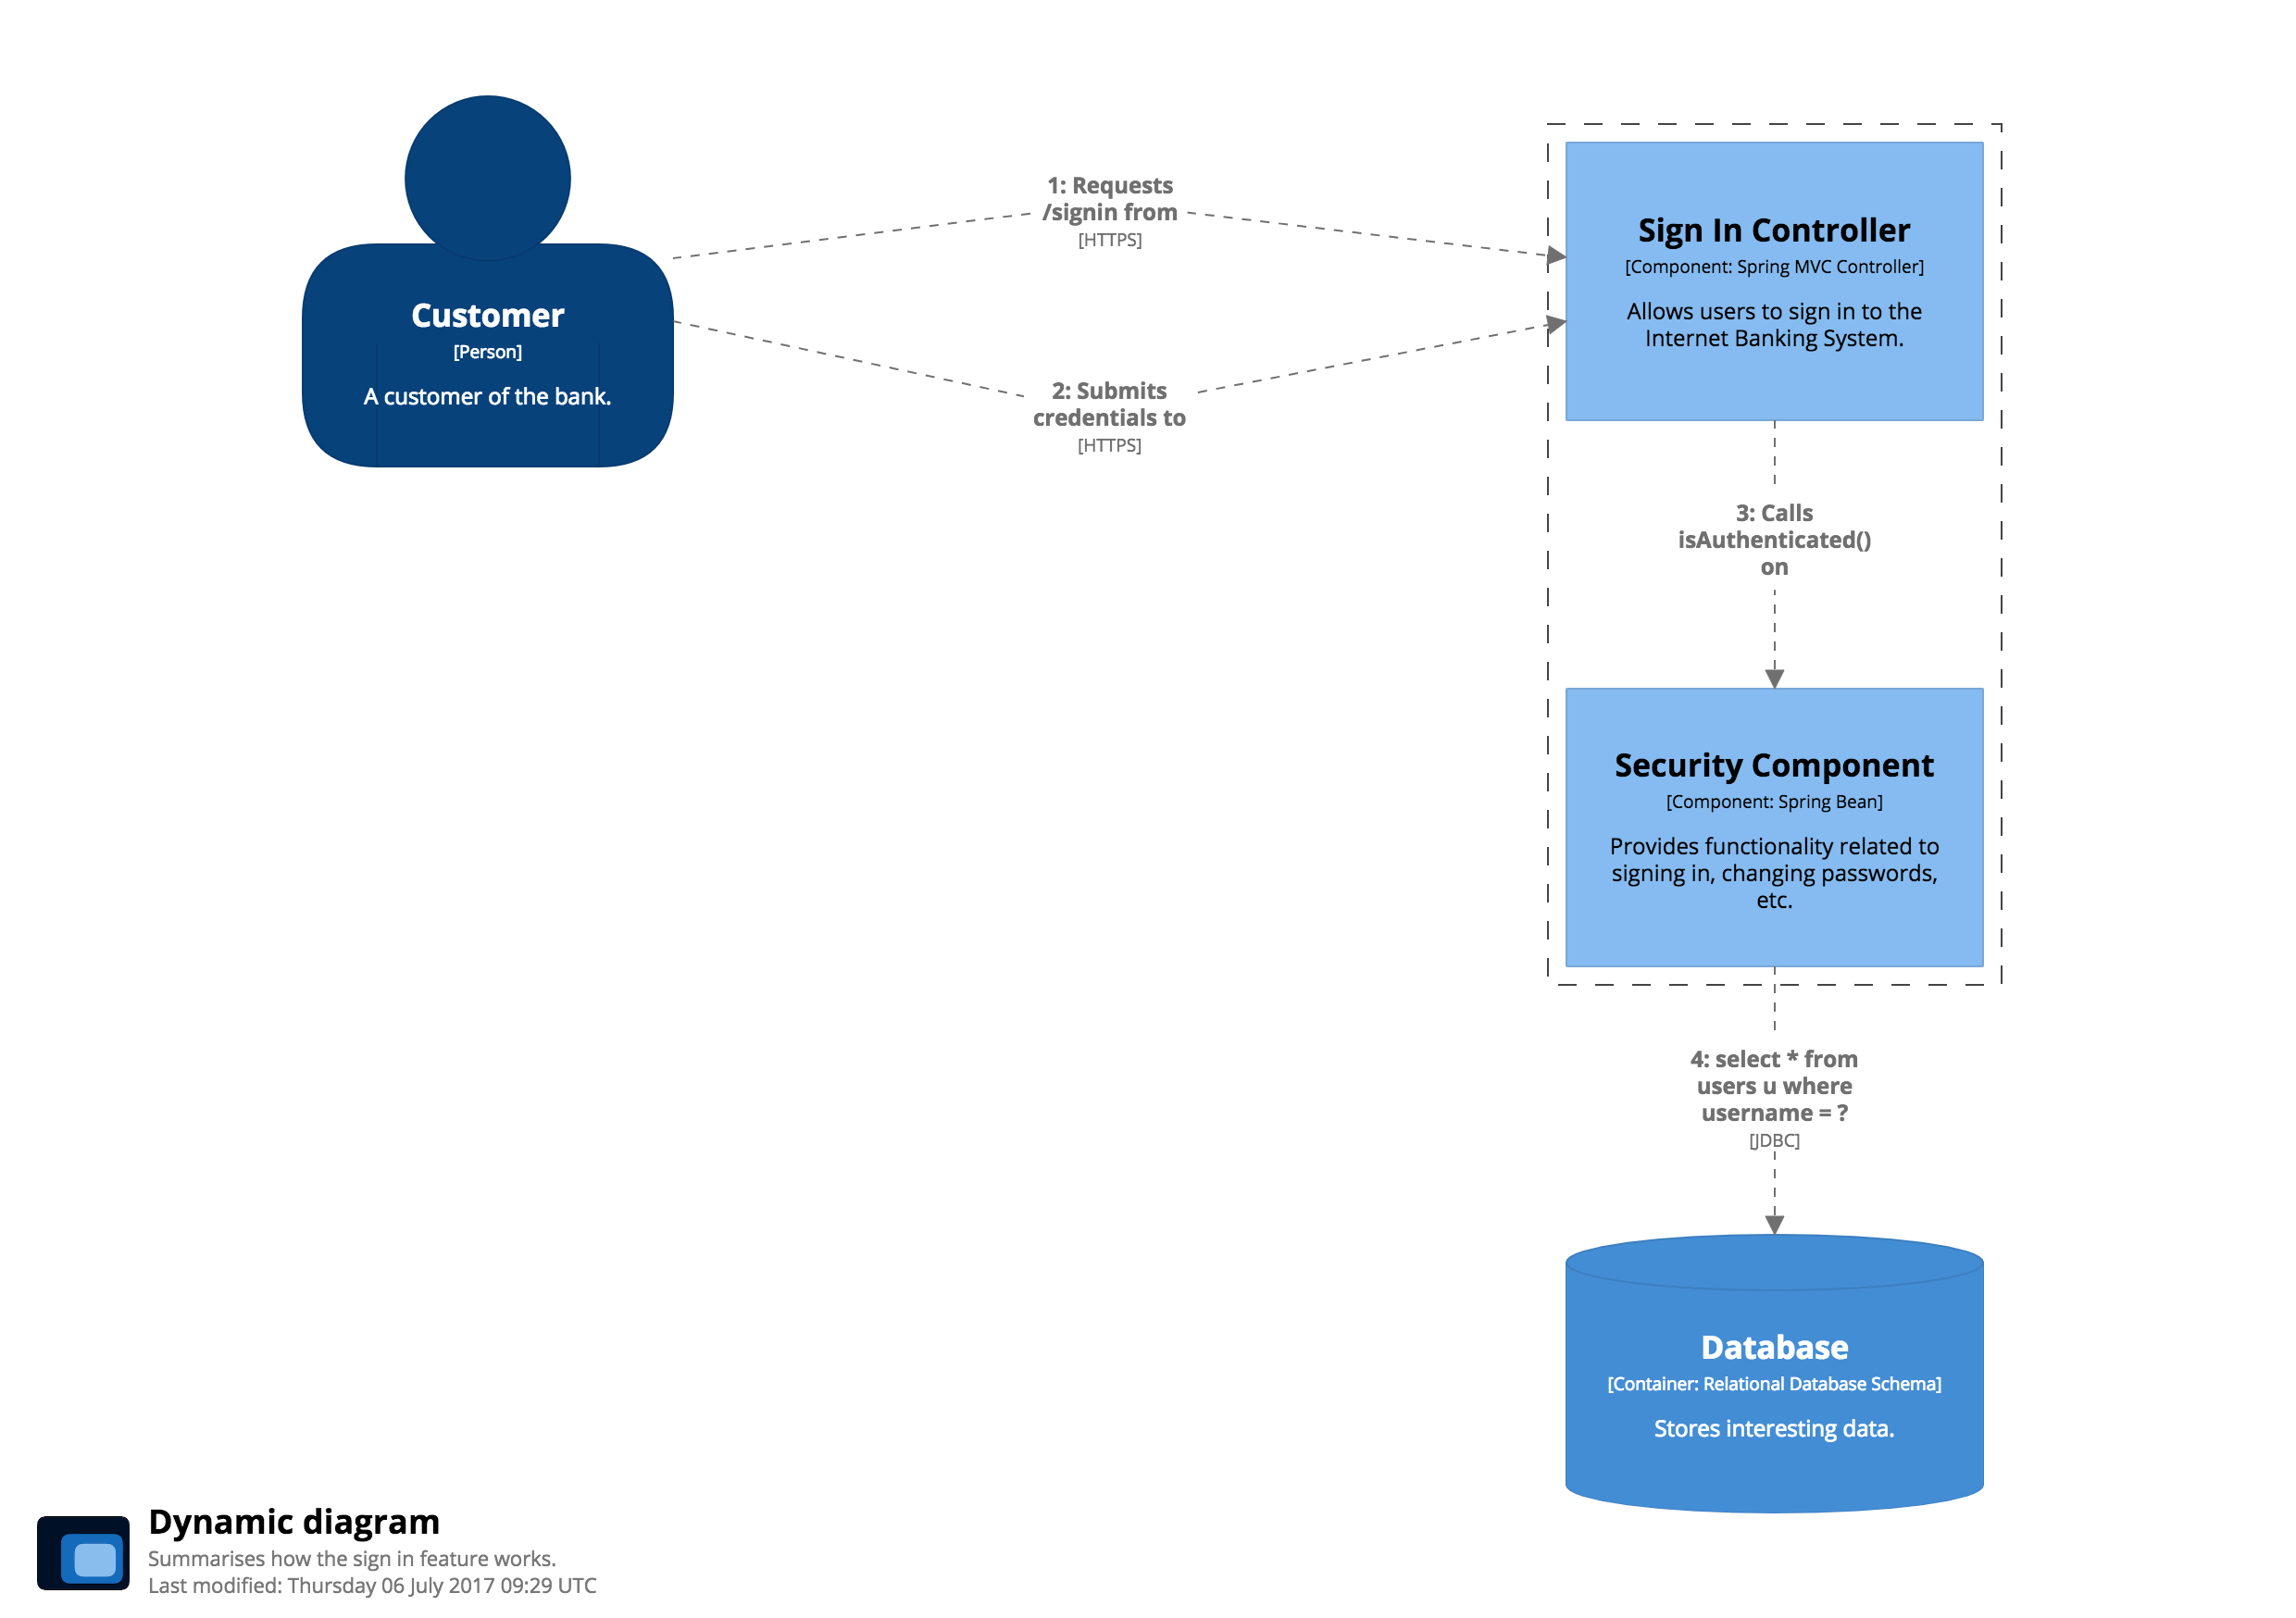 Customer
[Person]
A customer of the bank.
1: Requests
/signin from
[HTTPS]
2: Submits
credentials to
[HTTPS]
Sign In Controller
[Component: Spring MVC Controller]
Allows users to sign in to the
Internet Banking System.
3: Calls
isAuthenticated()
on
Security Component
[Component: Spring Bean]
Provides functionality related to
signing in, changing passwords,
etc.
4: select * from
users u where
username = ?
[JDBC]
Database
[Container: Relational Database Schema]
Stores interesting data.
Dynamic diagram
Summarises how the sign in feature works.
Last modified: Thursday 06 July 2017 09:29 UTC